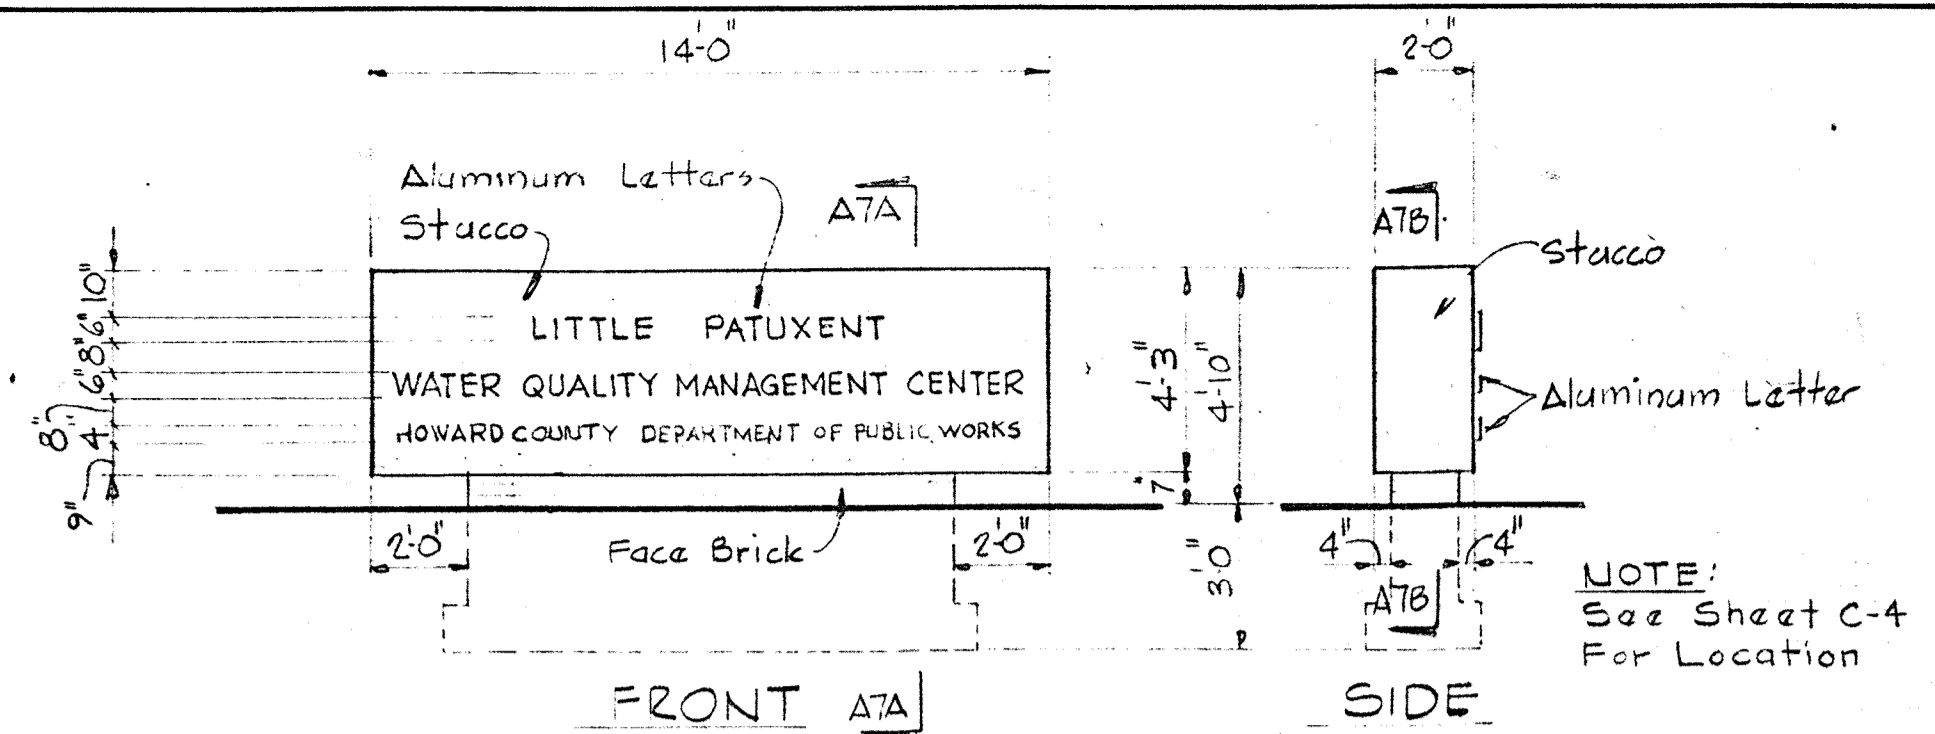 14'-0"
2'-0"
Aluminum Letters
Stucco
A7A
A7B
Stucco
10"
6"
8"
6"
8"
4"
9"
LITTLE PATUXENT
WATER QUALITY MANAGEMENT CENTER
HOWARD COUNTY DEPARTMENT OF PUBLIC WORKS
4'-3"
4'-10"
7"
3'-0"
Aluminum Letter
2'-0"
Face Brick
2'-0"
4"
4"
A7B
NOTE:
See Sheet C-4
For Location
FRONT A7A
SIDE